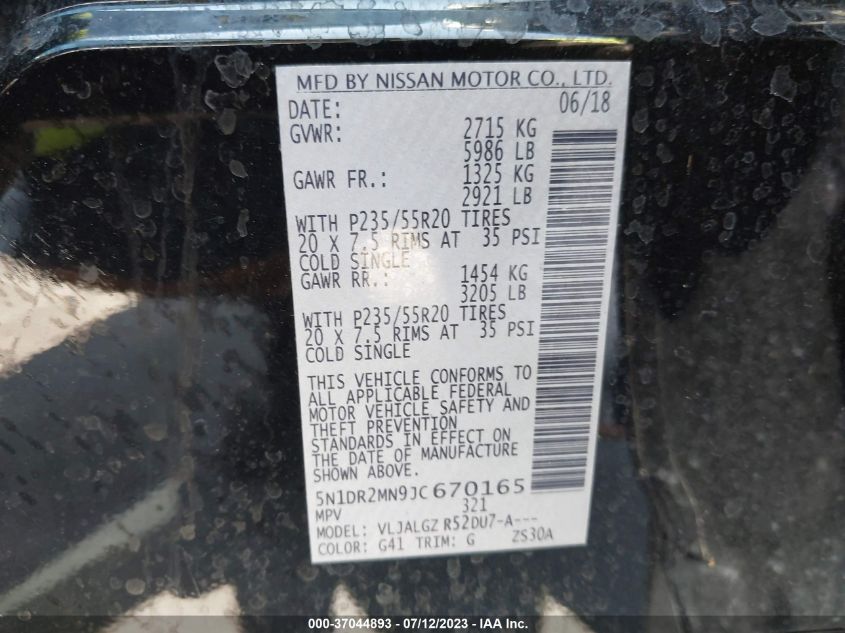 MFD BY NISSAN MOTOR CO., LTD.
DATE: 06/18
GVWR: 2715 KG
5986 LB
GAWR FR.: 1325 KG
2921 LB
WITH P235/55R20 TIRES
20 X 7.5 RIMS AT 35 PSI
COLD SINGLE
GAWR RR.: 1454 KG
3205 LB
WITH P235/55R20 TIRES
20 X 7.5 RIMS AT 35 PSI
COLD SINGLE
THIS VEHICLE CONFORMS TO
ALL APPLICABLE FEDERAL
MOTOR VEHICLE SAFETY AND
THEFT PREVENTION
STANDARDS IN EFFECT ON
THE DATE OF MANUFACTURE
SHOWN ABOVE.
5N1DR2MN9JC670165
MPV 321
MODEL: VLJALGZ R52DU7-A---
COLOR: G41 TRIM: G ZS30A
000-37044893 - 07/12/2023 - IAA Inc.